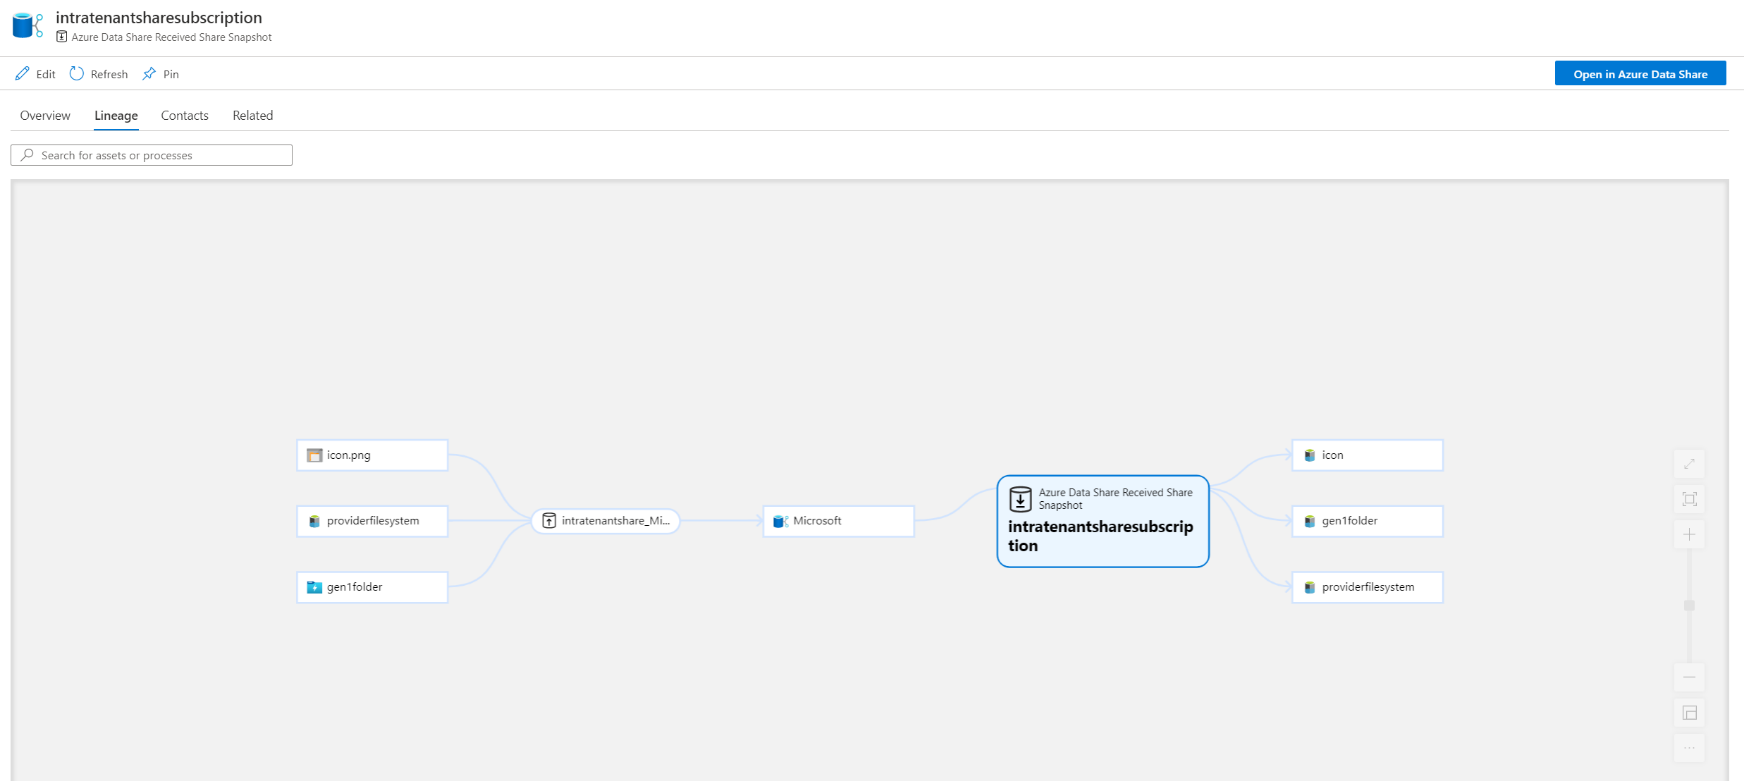 intratenantsharesubscription
Azure Data Share Received Share Snapshot
Edit
Refresh
Pin
Open in Azure Data Share
Overview
Lineage
Contacts
Related
Search for assets or processes
icon.png
providerfilesystem
gen1folder
intratenantshare_Mi...
Microsoft
Azure Data Share Received Share
Snapshot
intratenantsharesubscrip
tion
icon
gen1folder
providerfilesystem